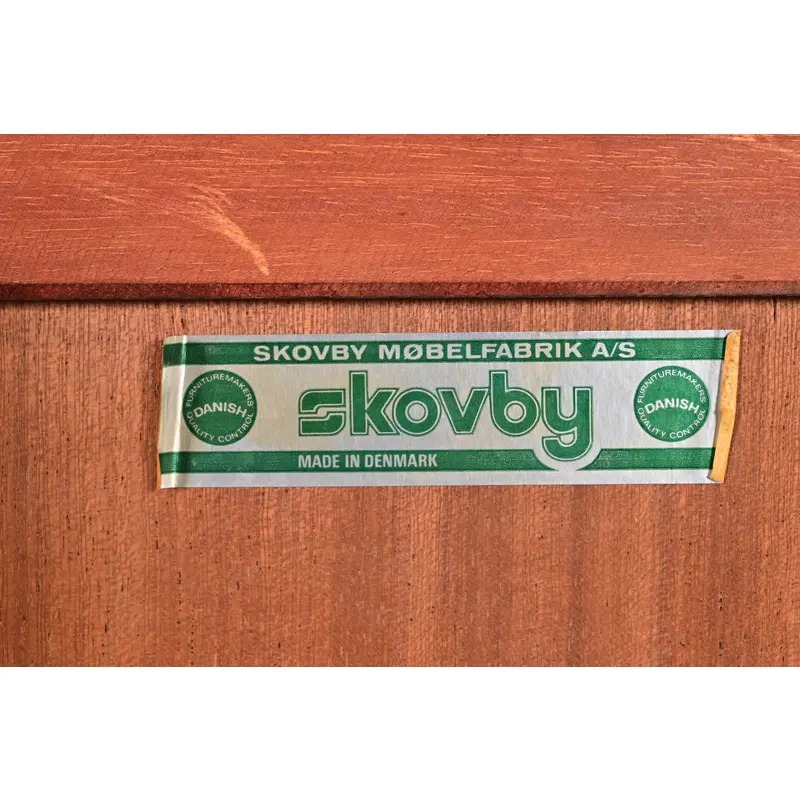 SKOVBY MØBELFABRIK A/S
FURNITUREMAKERS
DANISH
QUALITY CONTROL
skovby
FURNITUREMAKERS
DANISH
QUALITY CONTROL
MADE IN DENMARK